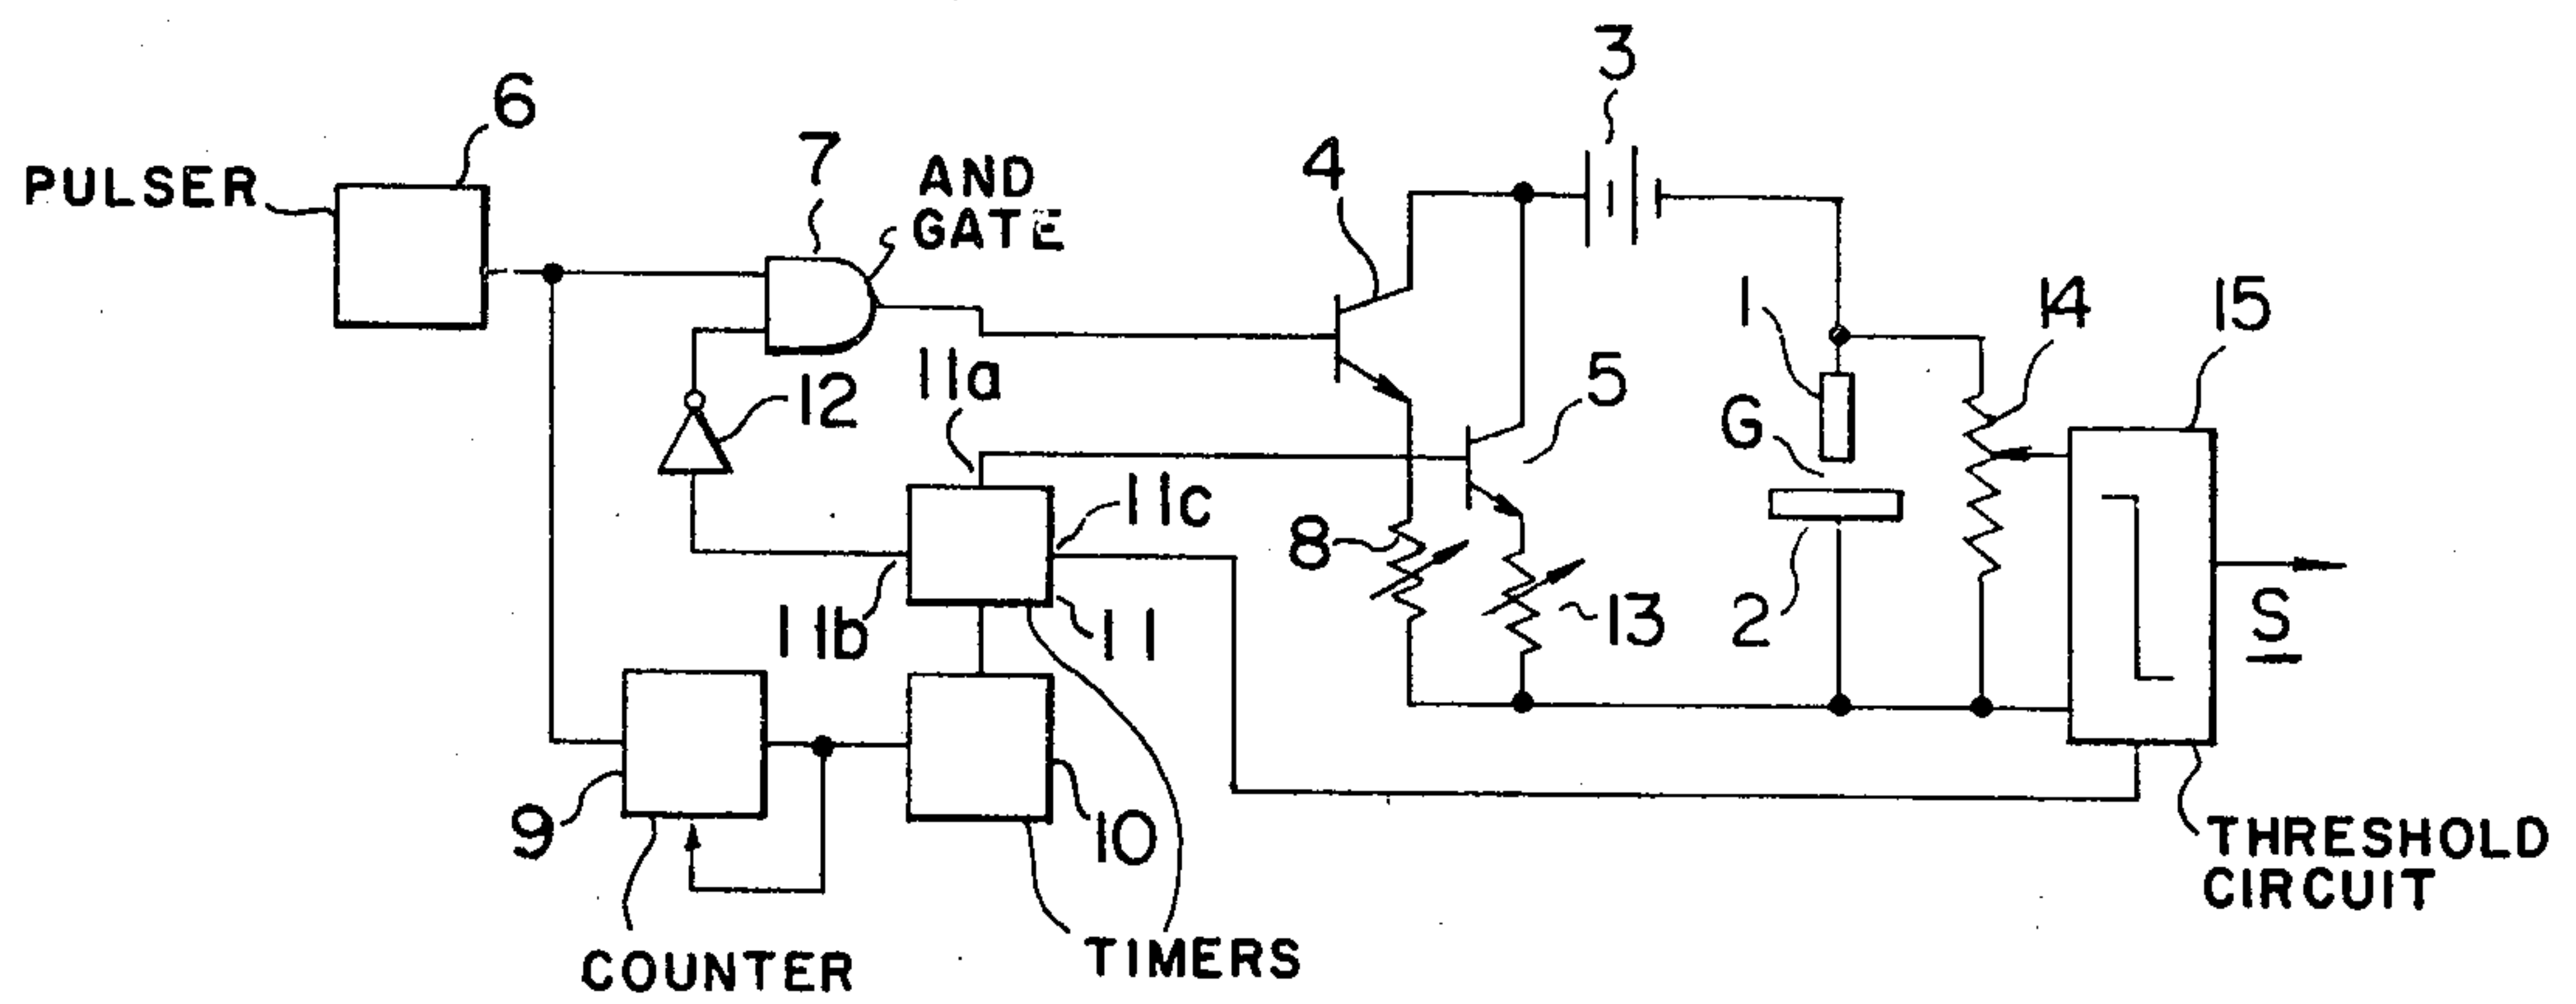 3
6
PULSER
7
AND
GATE
4
1
14
15
11a
12
5
G
11c
8
11b
11
13
2
S
9
10
THRESHOLD
CIRCUIT
COUNTER
TIMERS